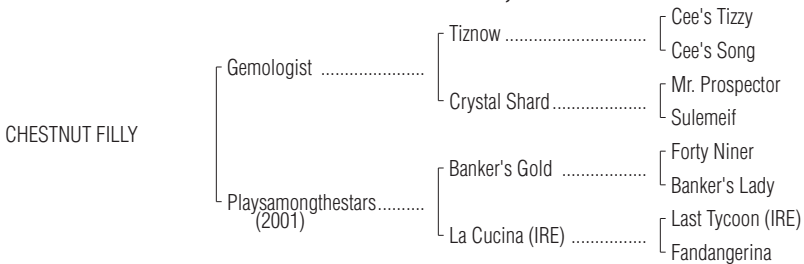 Cee's Tizzy
Tiznow ..............................
Cee's Song
Gemologist ......................
Mr. Prospector
Crystal Shard....................
Sulemeif
CHESTNUT FILLY
Forty Niner
Banker's Gold ..................
Banker's Lady
Playsamongthestars..........
(2001)
Last Tycoon (IRE)
La Cucina (IRE) ................
Fandangerina